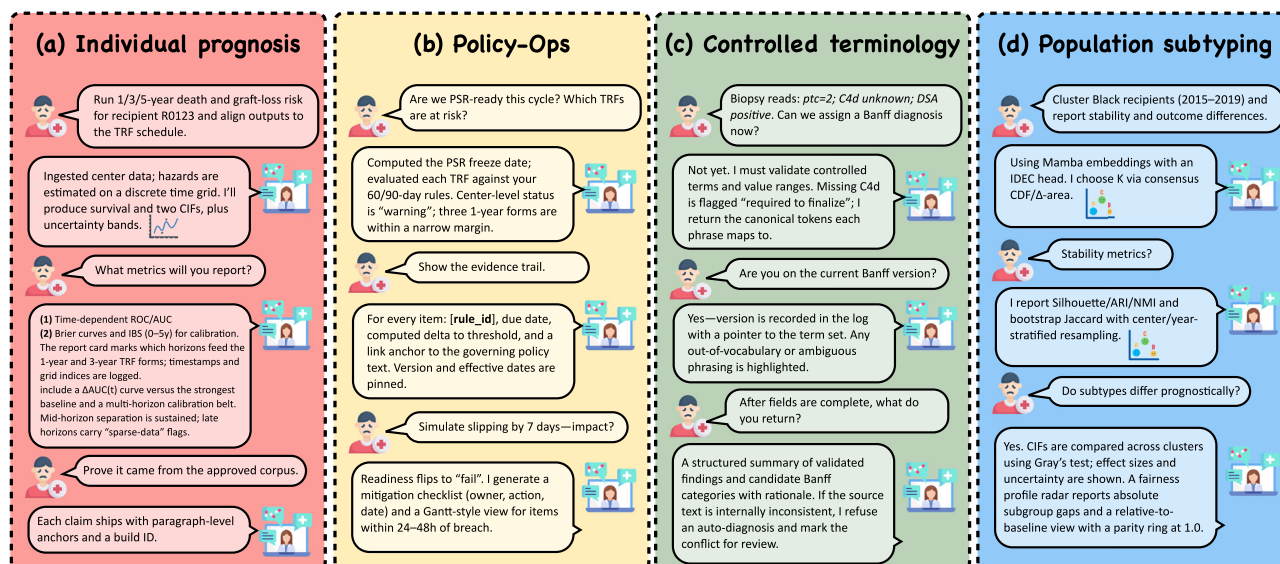 (a) Individual prognosis
Run 1/3/5-year death and graft-loss risk
for recipient R0123 and align outputs to
the TRF schedule.
Ingested center data; hazards are
estimated on a discrete time grid. I’ll
produce survival and two CIFs, plus
uncertainty bands.
What metrics will you report?
(1) Time-dependent ROC/AUC
(2) Brier curves and IBS (0–5y) for calibration.
The report card marks which horizons feed the
1-year and 3-year TRF forms; timestamps and
grid indices are logged.
include a ΔAUC(t) curve versus the strongest
baseline and a multi-horizon calibration belt.
Mid-horizon separation is sustained; late
horizons carry “sparse-data” flags.
Prove it came from the approved corpus.
Each claim ships with paragraph-level
anchors and a build ID.
(b) Policy-Ops
Are we PSR-ready this cycle? Which TRFs
are at risk?
Computed the PSR freeze date;
evaluated each TRF against your
60/90-day rules. Center-level status
is “warning”; three 1-year forms are
within a narrow margin.
Show the evidence trail.
For every item: [rule_id], due date,
computed delta to threshold, and a
link anchor to the governing policy
text. Version and effective dates are
pinned.
Simulate slipping by 7 days—impact?
Readiness flips to “fail”. I generate a
mitigation checklist (owner, action,
date) and a Gantt-style view for items
within 24–48h of breach.
(c) Controlled terminology
Biopsy reads: ptc=2; C4d unknown; DSA
positive. Can we assign a Banff diagnosis
now?
Not yet. I must validate controlled
terms and value ranges. Missing C4d
is flagged “required to finalize”; I
return the canonical tokens each
phrase maps to.
Are you on the current Banff version?
Yes—version is recorded in the log
with a pointer to the term set. Any
out-of-vocabulary or ambiguous
phrasing is highlighted.
After fields are complete, what do
you return?
A structured summary of validated
findings and candidate Banff
categories with rationale. If the source
text is internally inconsistent, I refuse
an auto-diagnosis and mark the
conflict for review.
(d) Population subtyping
Cluster Black recipients (2015–2019) and
report stability and outcome differences.
Using Mamba embeddings with an
IDEC head. I choose K via consensus
CDF/Δ-area.
Stability metrics?
I report Silhouette/ARI/NMI and
bootstrap Jaccard with center/year-
stratified resampling.
Do subtypes differ prognostically?
Yes. CIFs are compared across clusters
using Gray’s test; effect sizes and
uncertainty are shown. A fairness
profile radar reports absolute
subgroup gaps and a relative-to-
baseline view with a parity ring at 1.0.